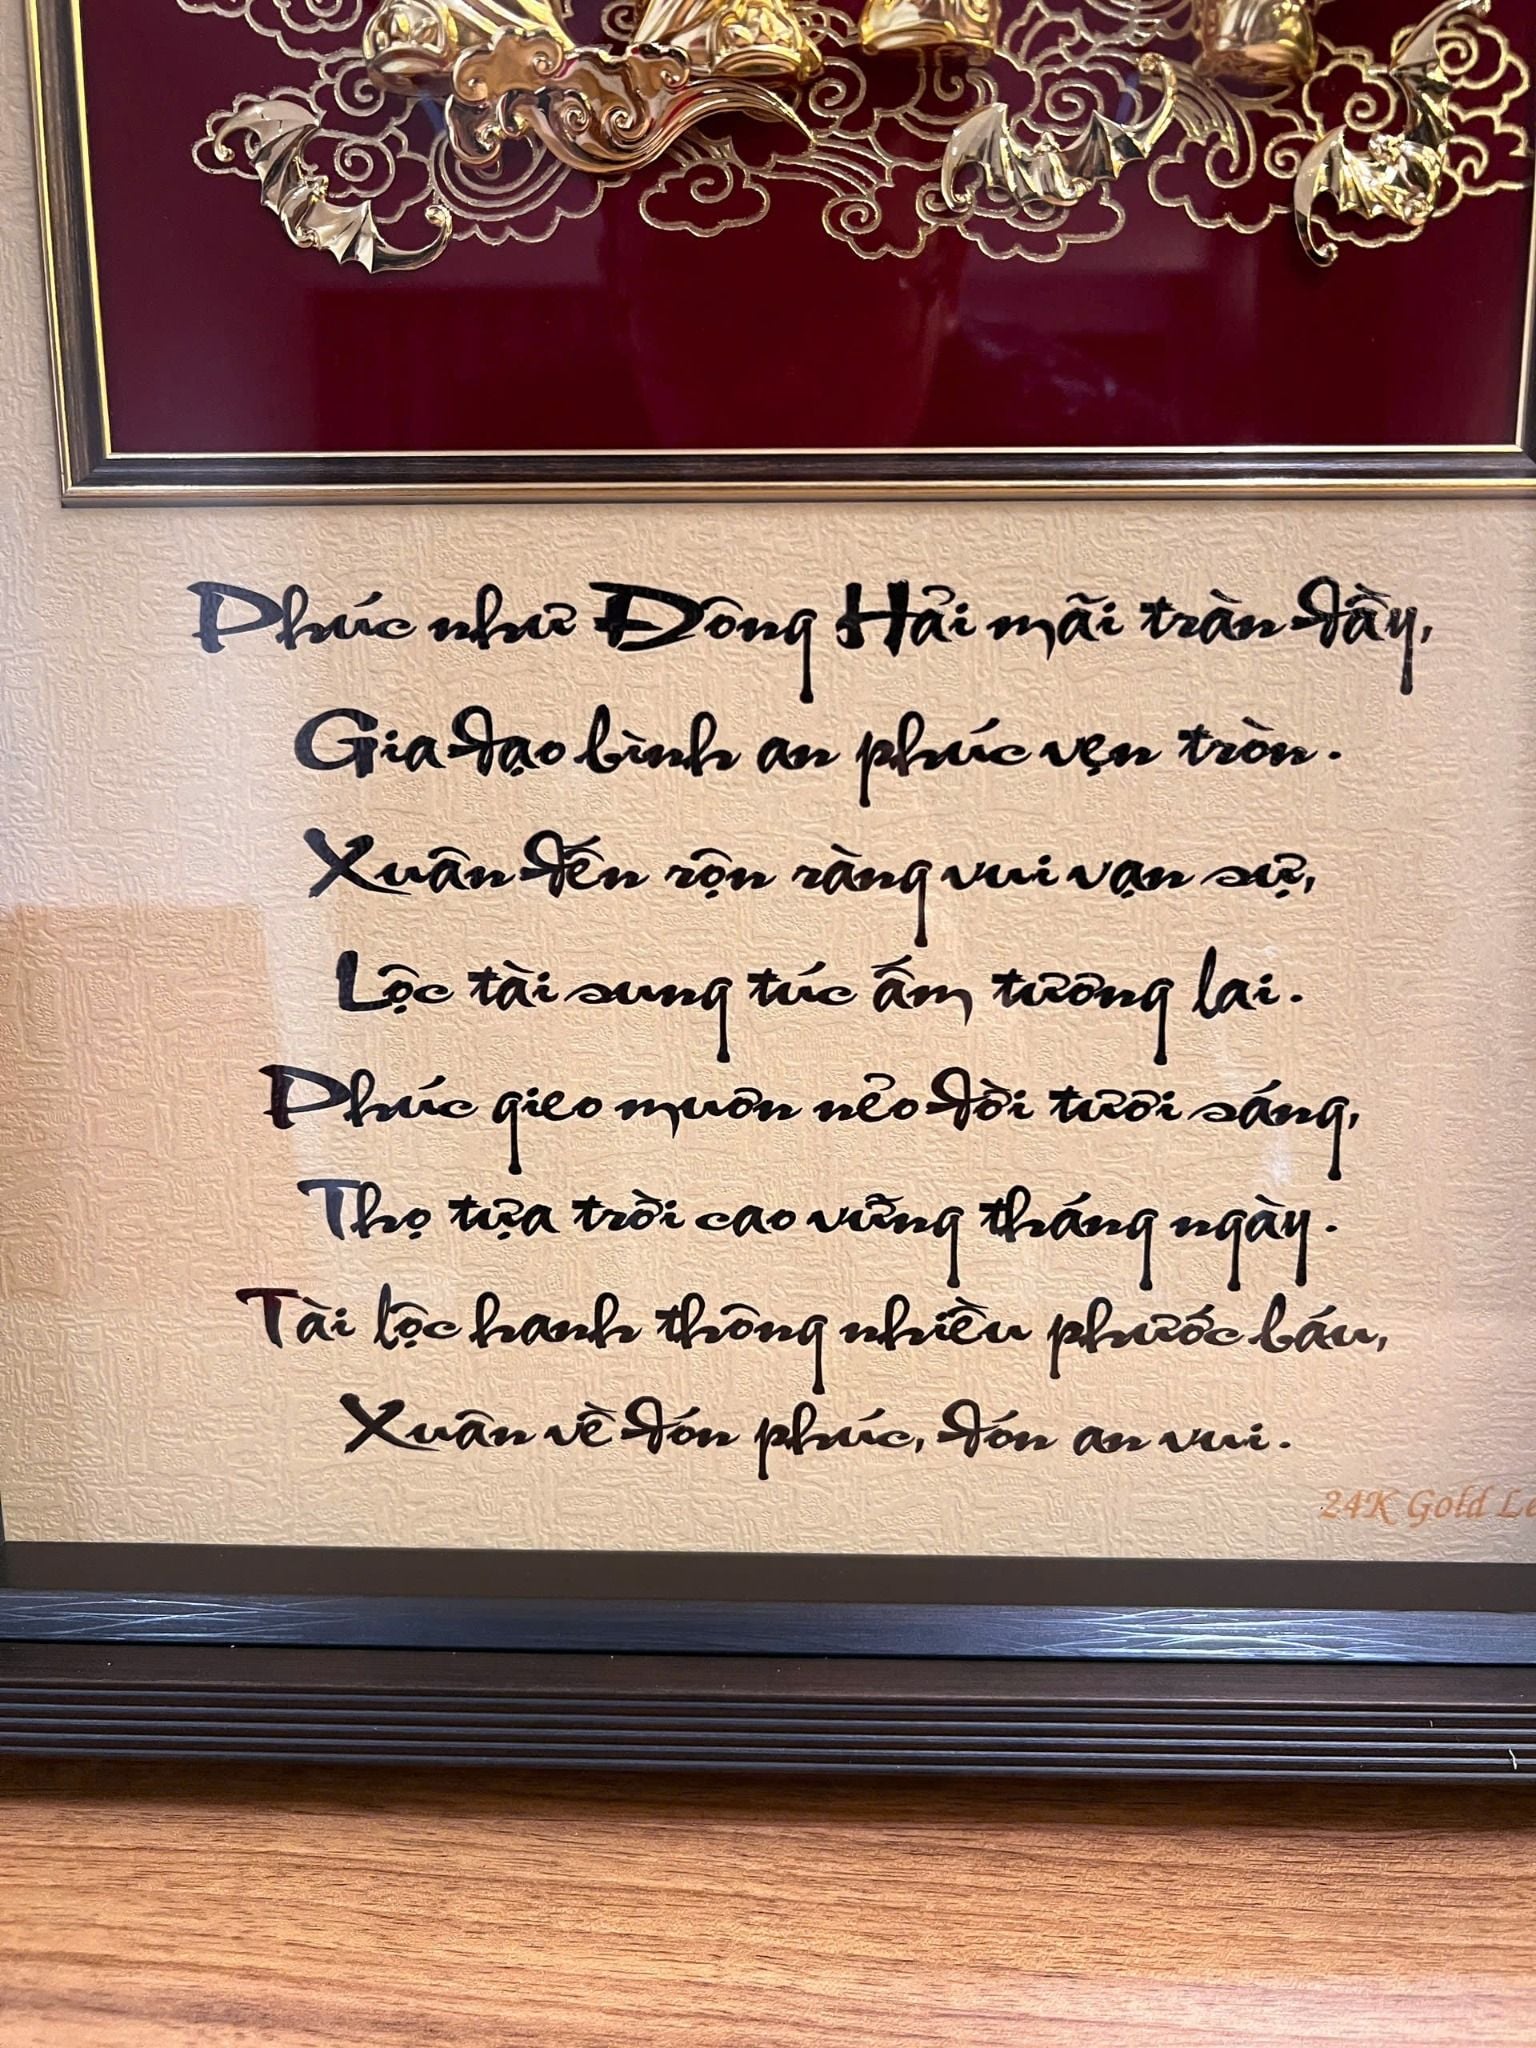 Phúc như Đông Hải mãi tràn đầy,
Gia đạo bình an phúc vẹn tròn.
Xuân đến rộn ràng vui vạn sự,
Lộc tài sung túc ấm tương lai.
Phúc gieo muôn nẻo đời tươi sáng,
Thọ tựa trời cao vững tháng ngày.
Tài lộc hanh thông nhiều phước báu,
Xuân về đón phúc, đón an vui.
24K Gold